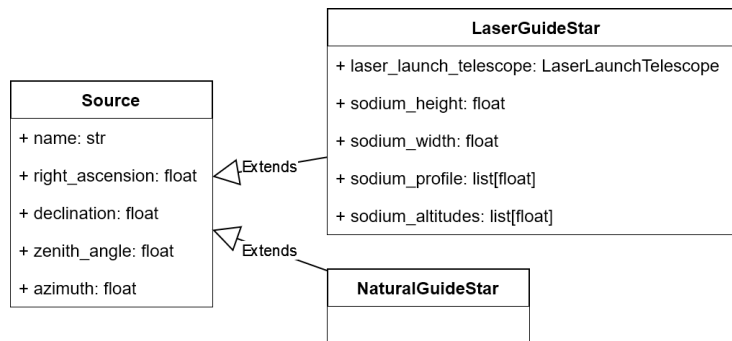 Source
+ name: str
+ right_ascension: float
+ declination: float
+ zenith_angle: float
+ azimuth: float
Extends
Extends
LaserGuideStar
+ laser_launch_telescope: LaserLaunchTelescope
+ sodium_height: float
+ sodium_width: float
+ sodium_profile: list[float]
+ sodium_altitudes: list[float]
NaturalGuideStar